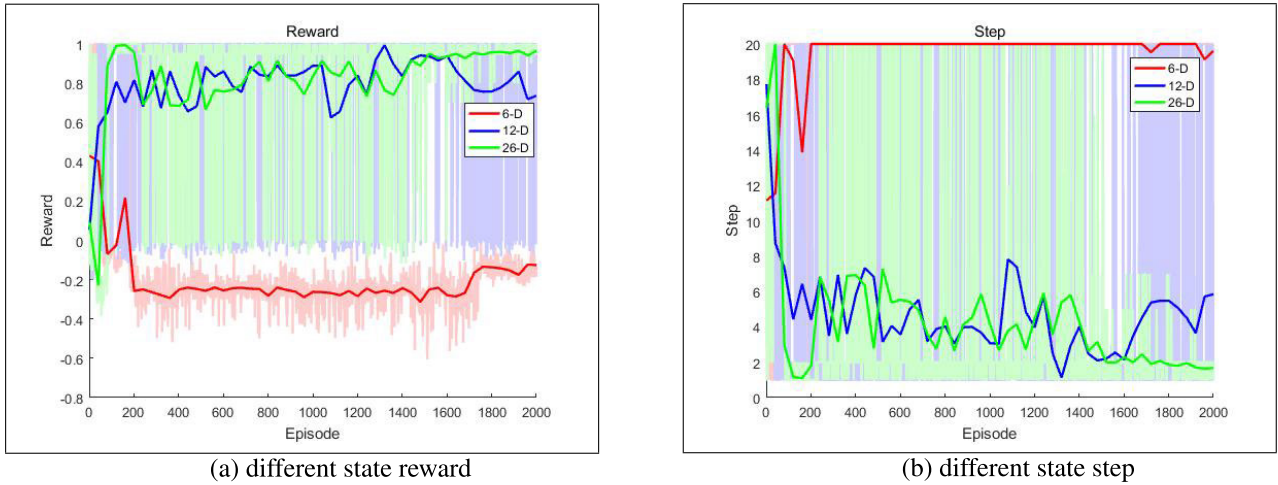 Reward
1
0.8
0.6
0.4
0.2
0
-0.2
-0.4
-0.6
-0.8
Reward
6-D
12-D
26-D
0 200 400 600 800 1000 1200 1400 1600 1800 2000
Episode
(a) different state reward
Step
20
18
16
14
12
10
8
6
4
2
0
Step
6-D
12-D
26-D
0 200 400 600 800 1000 1200 1400 1600 1800 2000
Episode
(b) different state step